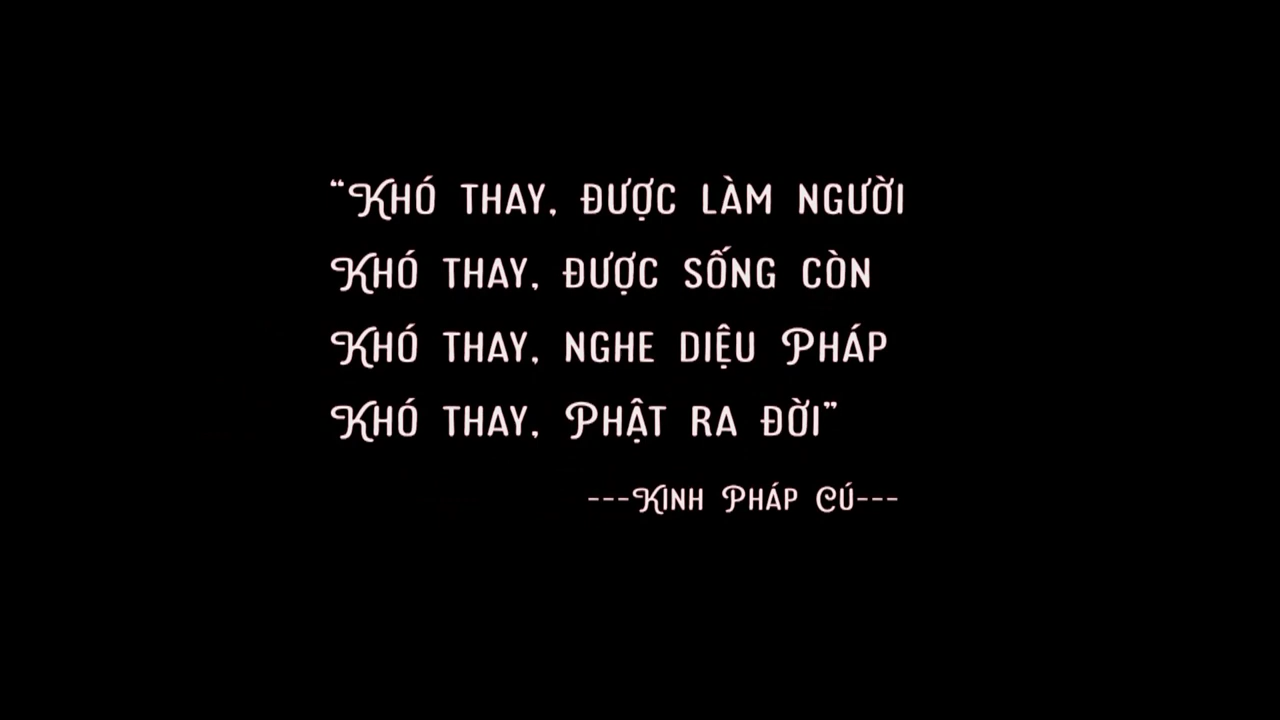 “Khó thay, được làm người
Khó thay, được sống còn
Khó thay, nghe diệu Pháp
Khó thay, Phật ra đời”
---Kinh Pháp Cú---